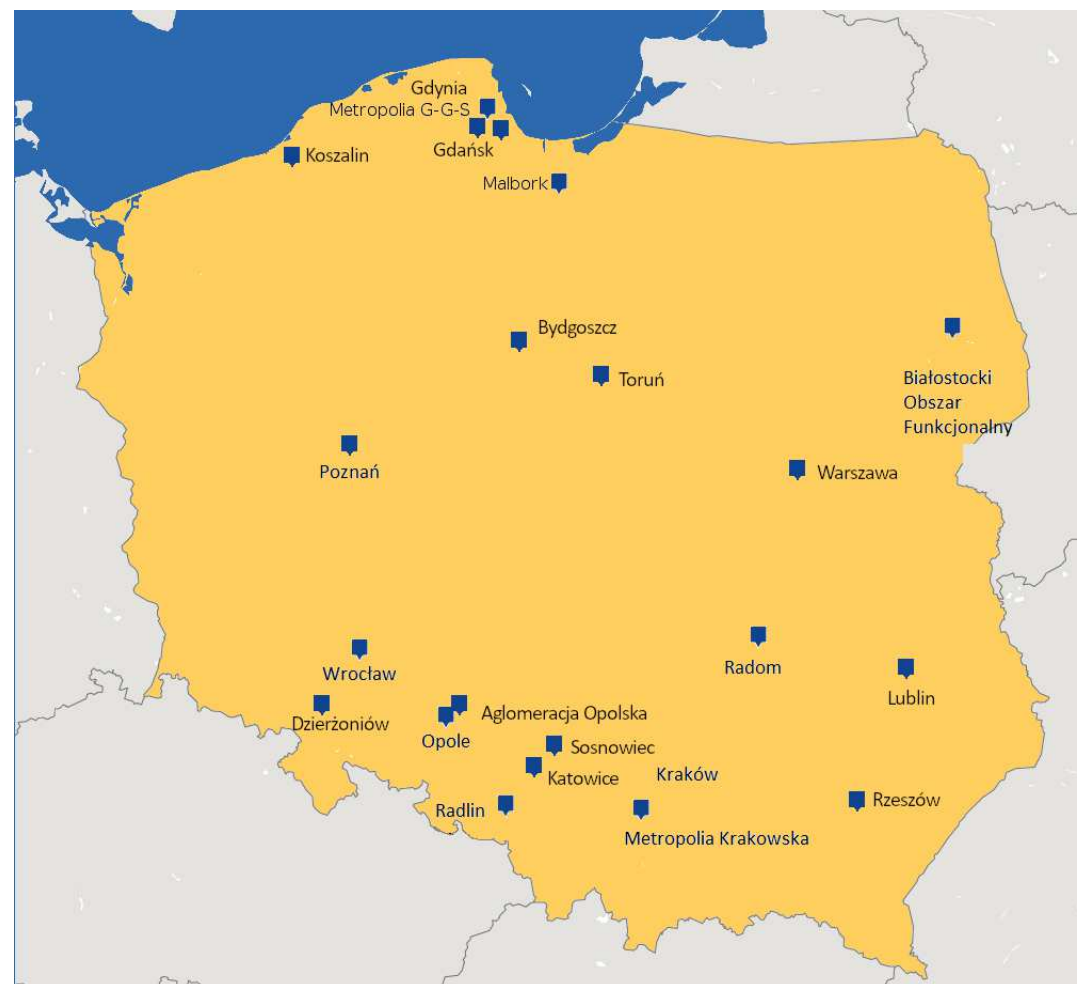 Gdynia
Metropolia G-G-S
Gdańsk
Koszalin
Malbork
Bydgoszcz
Toruń
Białostocki
Obszar
Funkcjonalny
Poznań
Warszawa
Wrocław
Radom
Lublin
Dzierżoniów
Aglomeracja Opolska
Opole
Sosnowiec
Katowice
Kraków
Radlin
Rzeszów
Metropolia Krakowska